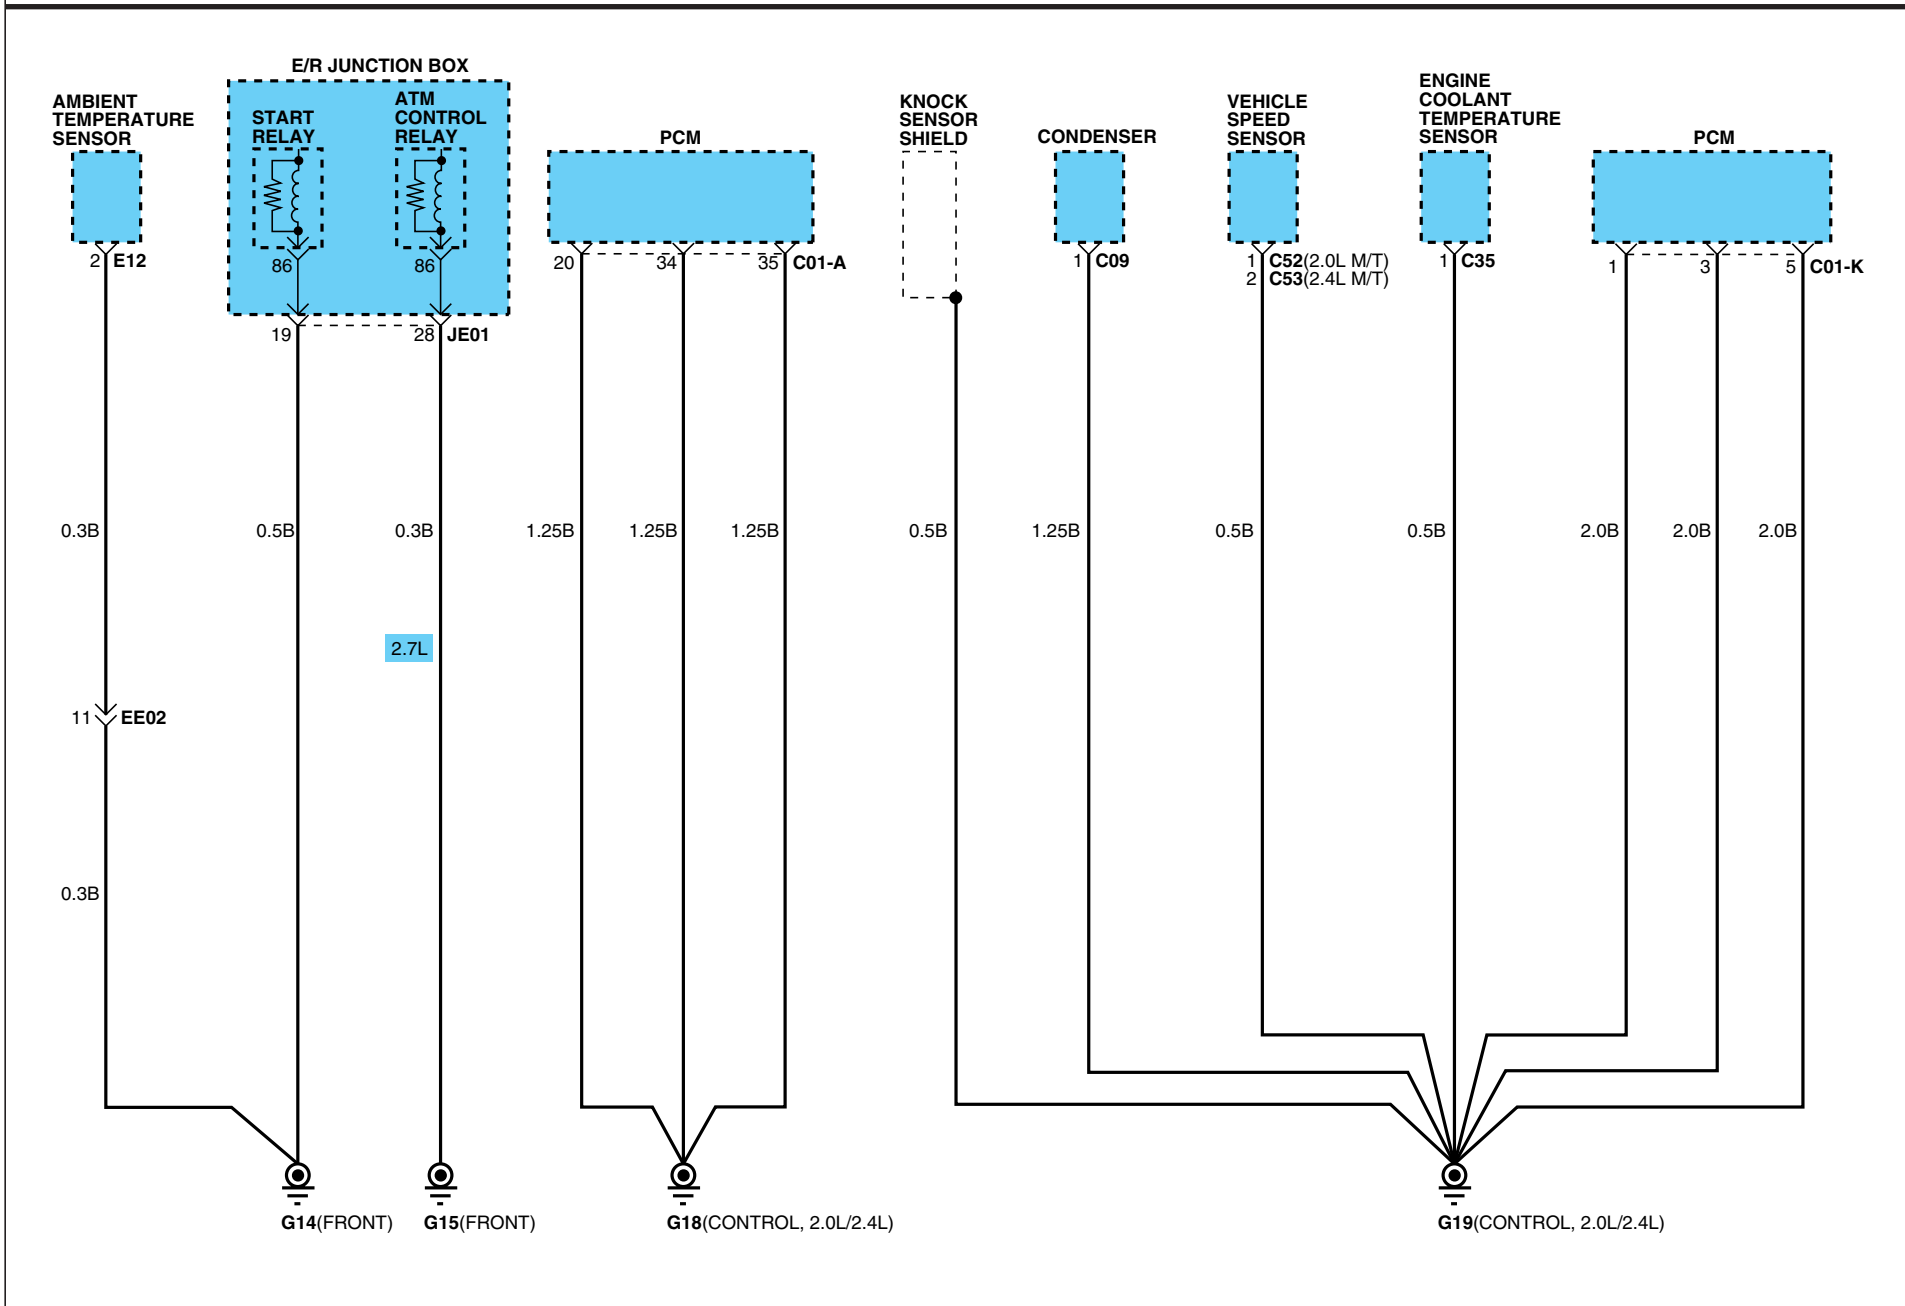 E/R JUNCTION BOX
AMBIENT
TEMPERATURE
SENSOR
START
RELAY
ATM
CONTROL
RELAY
PCM
KNOCK
SENSOR
SHIELD
CONDENSER
VEHICLE
SPEED
SENSOR
ENGINE
COOLANT
TEMPERATURE
SENSOR
PCM
2 E12
86
86
20
34
35 C01-A
1 C09
1 C52(2.0L M/T)
2 C53(2.4L M/T)
1 C35
1
3
5 C01-K
19
28 JE01
0.3B
0.5B
0.3B
1.25B
1.25B
1.25B
0.5B
1.25B
0.5B
0.5B
2.0B
2.0B
2.0B
2.7L
11 EE02
0.3B
G14(FRONT)
G15(FRONT)
G18(CONTROL, 2.0L/2.4L)
G19(CONTROL, 2.0L/2.4L)